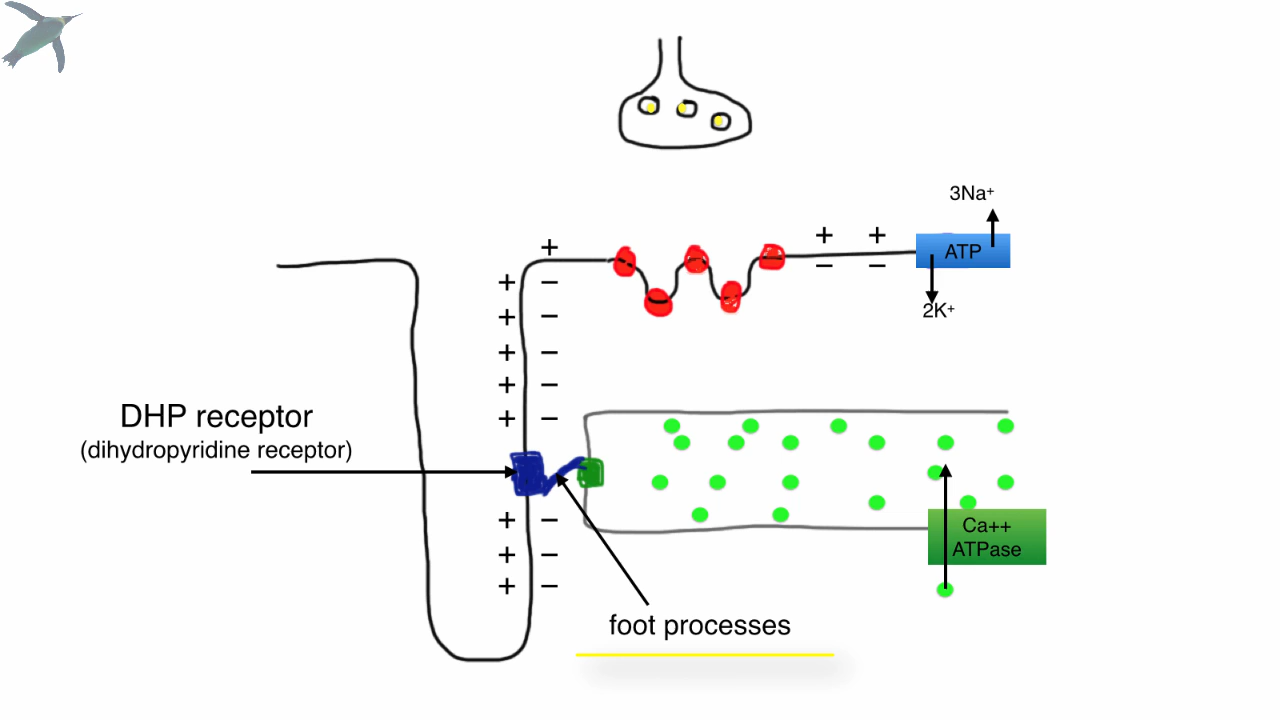 3Na⁺
+ + +
ATP
− −
+ −
+ −
2K⁺
+ −
+ −
DHP receptor
+ −
(dihydropyridine receptor)
+ −
Ca++
ATPase
+ −
+ −
foot processes